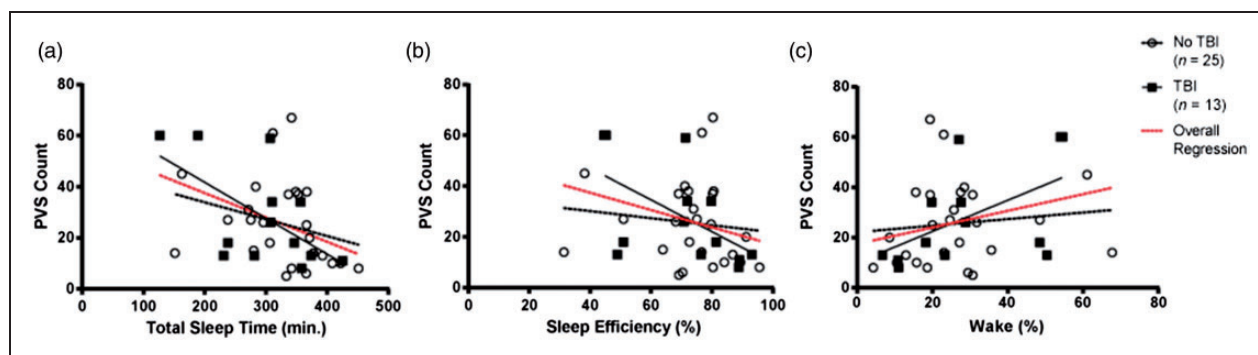 (a)
PVS Count
80
60
40
20
0
0
100
200
300
400
500
Total Sleep Time (min.)
(b)
PVS Count
80
60
40
20
0
0
20
40
60
80
100
Sleep Efficiency (%)
(c)
PVS Count
80
60
40
20
0
0
20
40
60
80
Wake (%)
No TBI
(n = 25)
TBI
(n = 13)
Overall
Regression